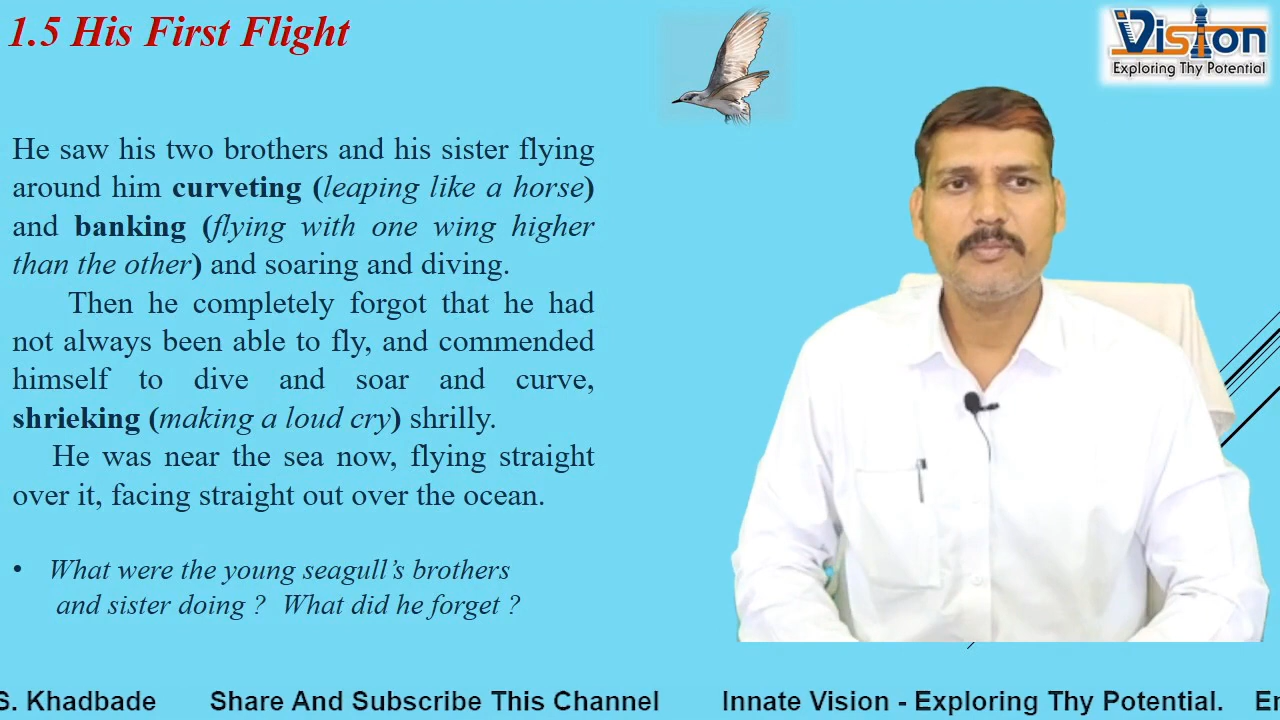 1.5 His First Flight
Vision
Exploring Thy Potential
He saw his two brothers and his sister flying
around him curveting (leaping like a horse)
and banking (flying with one wing higher
than the other) and soaring and diving.
Then he completely forgot that he had
not always been able to fly, and commended
himself to dive and soar and curve,
shrieking (making a loud cry) shrilly.
He was near the sea now, flying straight
over it, facing straight out over the ocean.
• What were the young seagull's brothers
and sister doing ? What did he forget ?
S. Khadbade Share And Subscribe This Channel Innate Vision - Exploring Thy Potential.